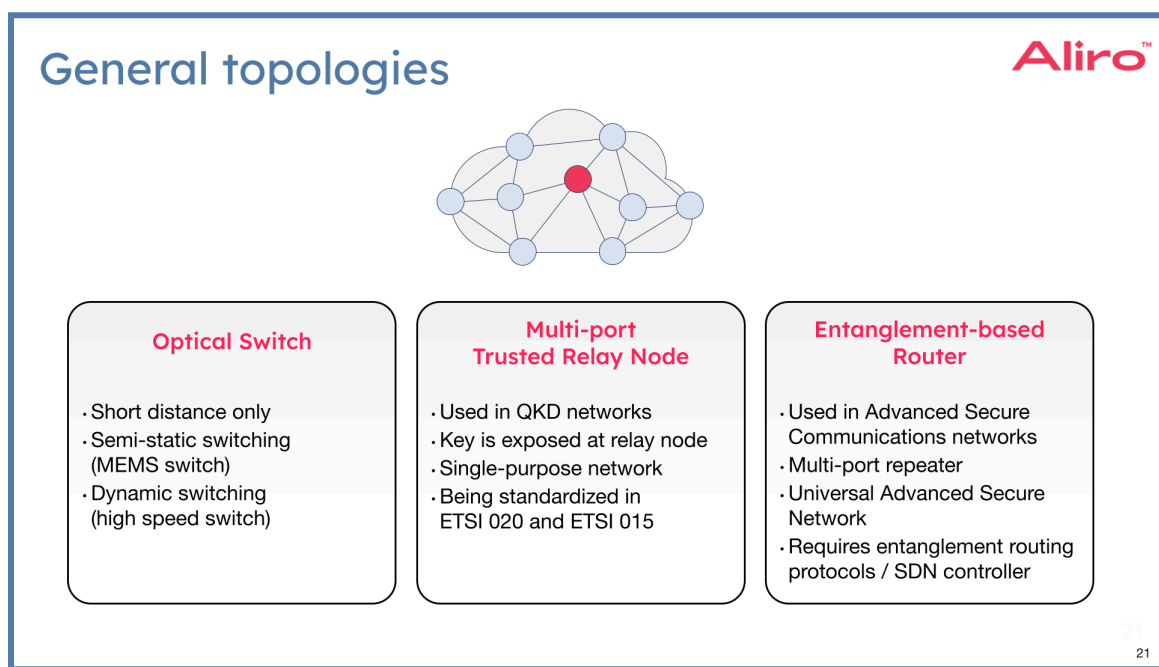 General topologies
Aliro™
Optical Switch
· Short distance only
· Semi-static switching
(MEMS switch)
· Dynamic switching
(high speed switch)
Multi-port
Trusted Relay Node
· Used in QKD networks
· Key is exposed at relay node
· Single-purpose network
· Being standardized in
ETSI 020 and ETSI 015
Entanglement-based
Router
· Used in Advanced Secure
Communications networks
· Multi-port repeater
· Universal Advanced Secure
Network
· Requires entanglement routing
protocols / SDN controller
21
21